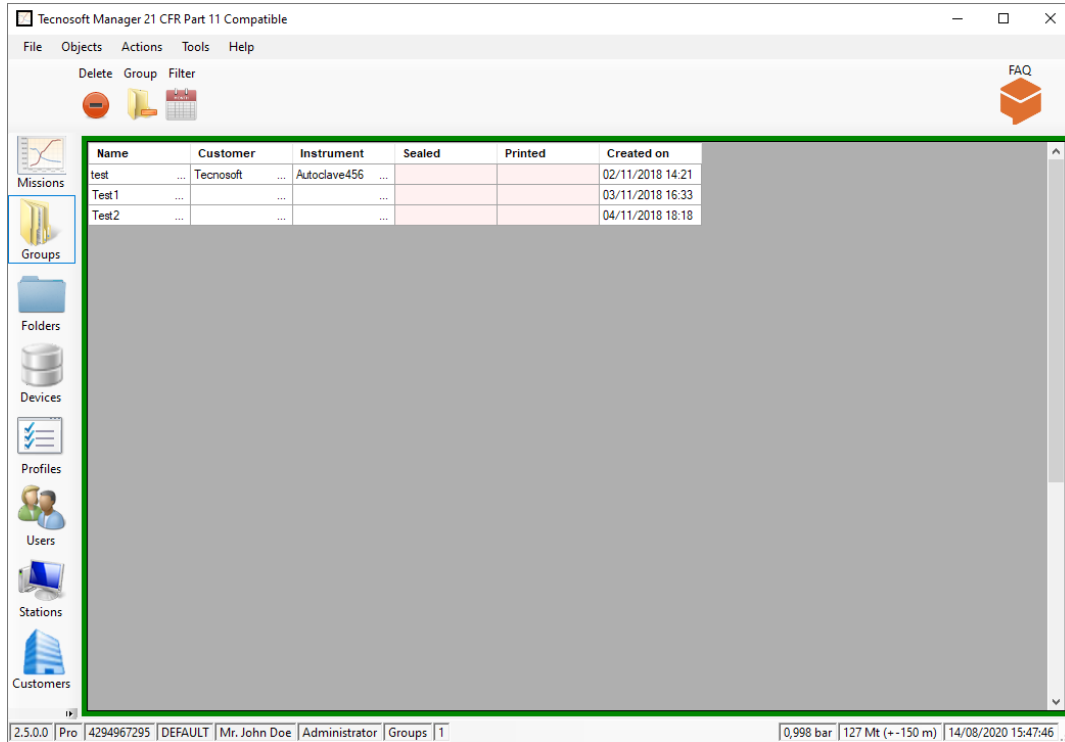 Tecnosoft Manager 21 CFR Part 11 Compatible
File Objects Actions Tools Help
Delete Group Filter FAQ
Missions
Groups
Folders
Devices
Profiles
Users
Stations
Customers
Name Customer Instrument Sealed Printed Created on
test ... Tecnosoft ... Autoclave456 ... 02/11/2018 14:21
Test1 ... ... ... 03/11/2018 16:33
Test2 ... ... ... 04/11/2018 18:18
2.5.0.0 Pro 4294967295 DEFAULT Mr. John Doe Administrator Groups 1 0,998 bar 127 Mt (+-150 m) 14/08/2020 15:47:46